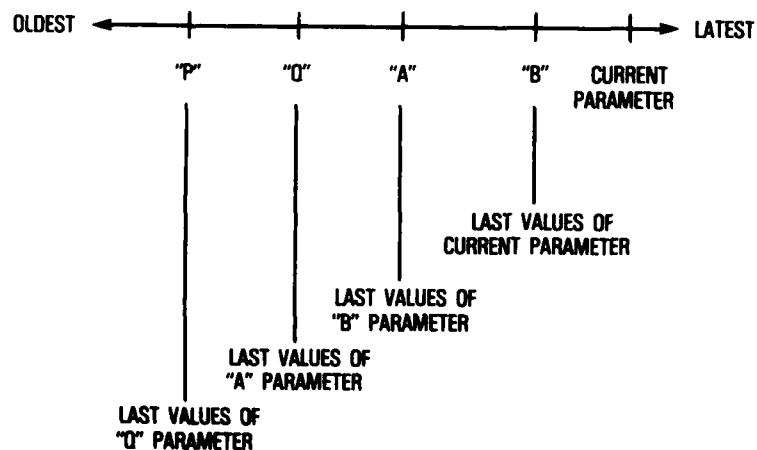 OLDEST
LATEST
"P"
"Q"
"A"
"B"
CURRENT
PARAMETER
LAST VALUES OF
CURRENT PARAMETER
LAST VALUES OF
"B" PARAMETER
LAST VALUES OF
"A" PARAMETER
LAST VALUES OF
"Q" PARAMETER